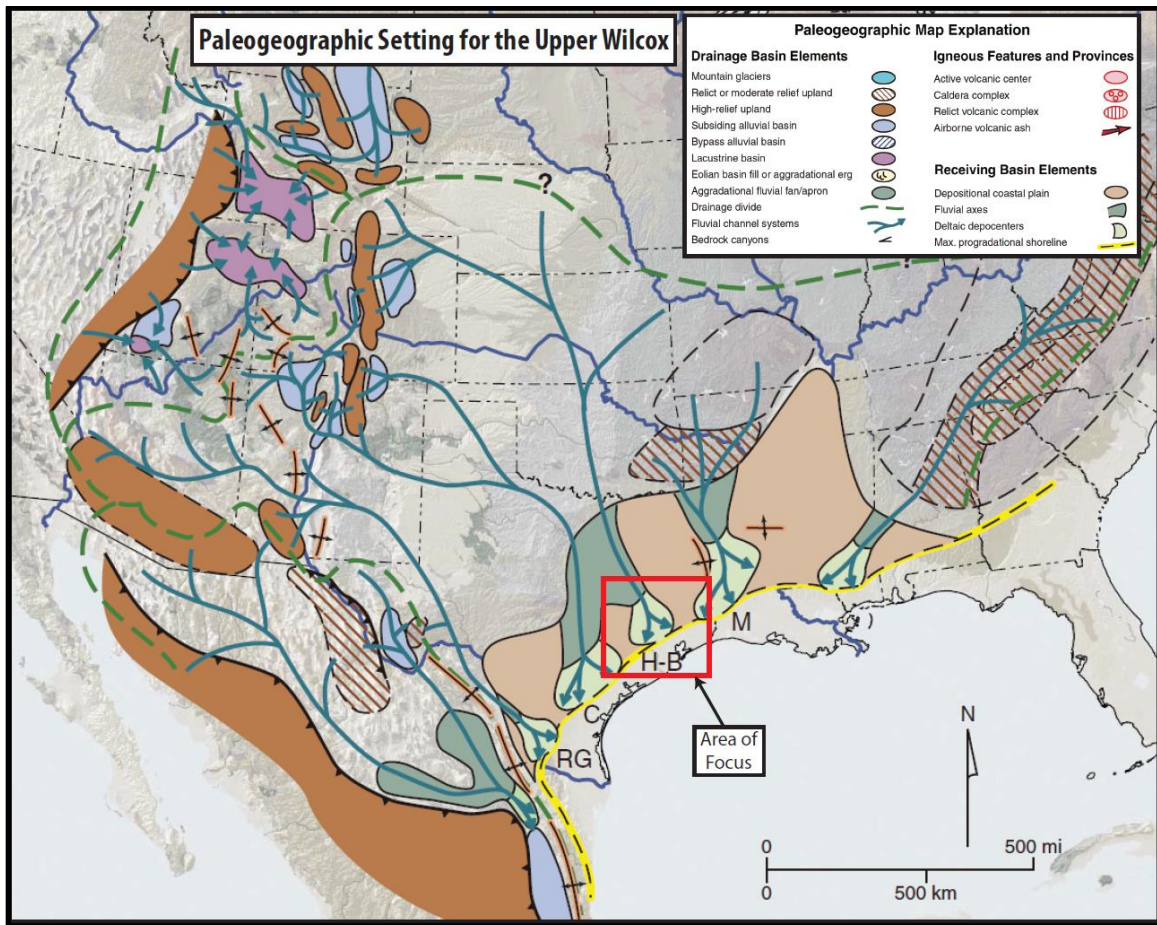 Paleogeographic Setting for the Upper Wilcox
Paleogeographic Map Explanation
Drainage Basin Elements
Mountain glaciers
Relict or moderate relief upland
High-relief upland
Subsiding alluvial basin
Bypass alluvial basin
Lacustrine basin
Eolian basin fill or aggradational erg
Aggradational fluvial fan/apron
Drainage divide
Fluvial channel systems
Bedrock canyons
Igneous Features and Provinces
Active volcanic center
Caldera complex
Relict volcanic complex
Airborne volcanic ash
Receiving Basin Elements
Depositional coastal plain
Fluvial axes
Deltaic depocenters
Max. progradational shoreline
?
?
M
H-B
C
RG
Area of
Focus
N
0
500 mi
0
500 km